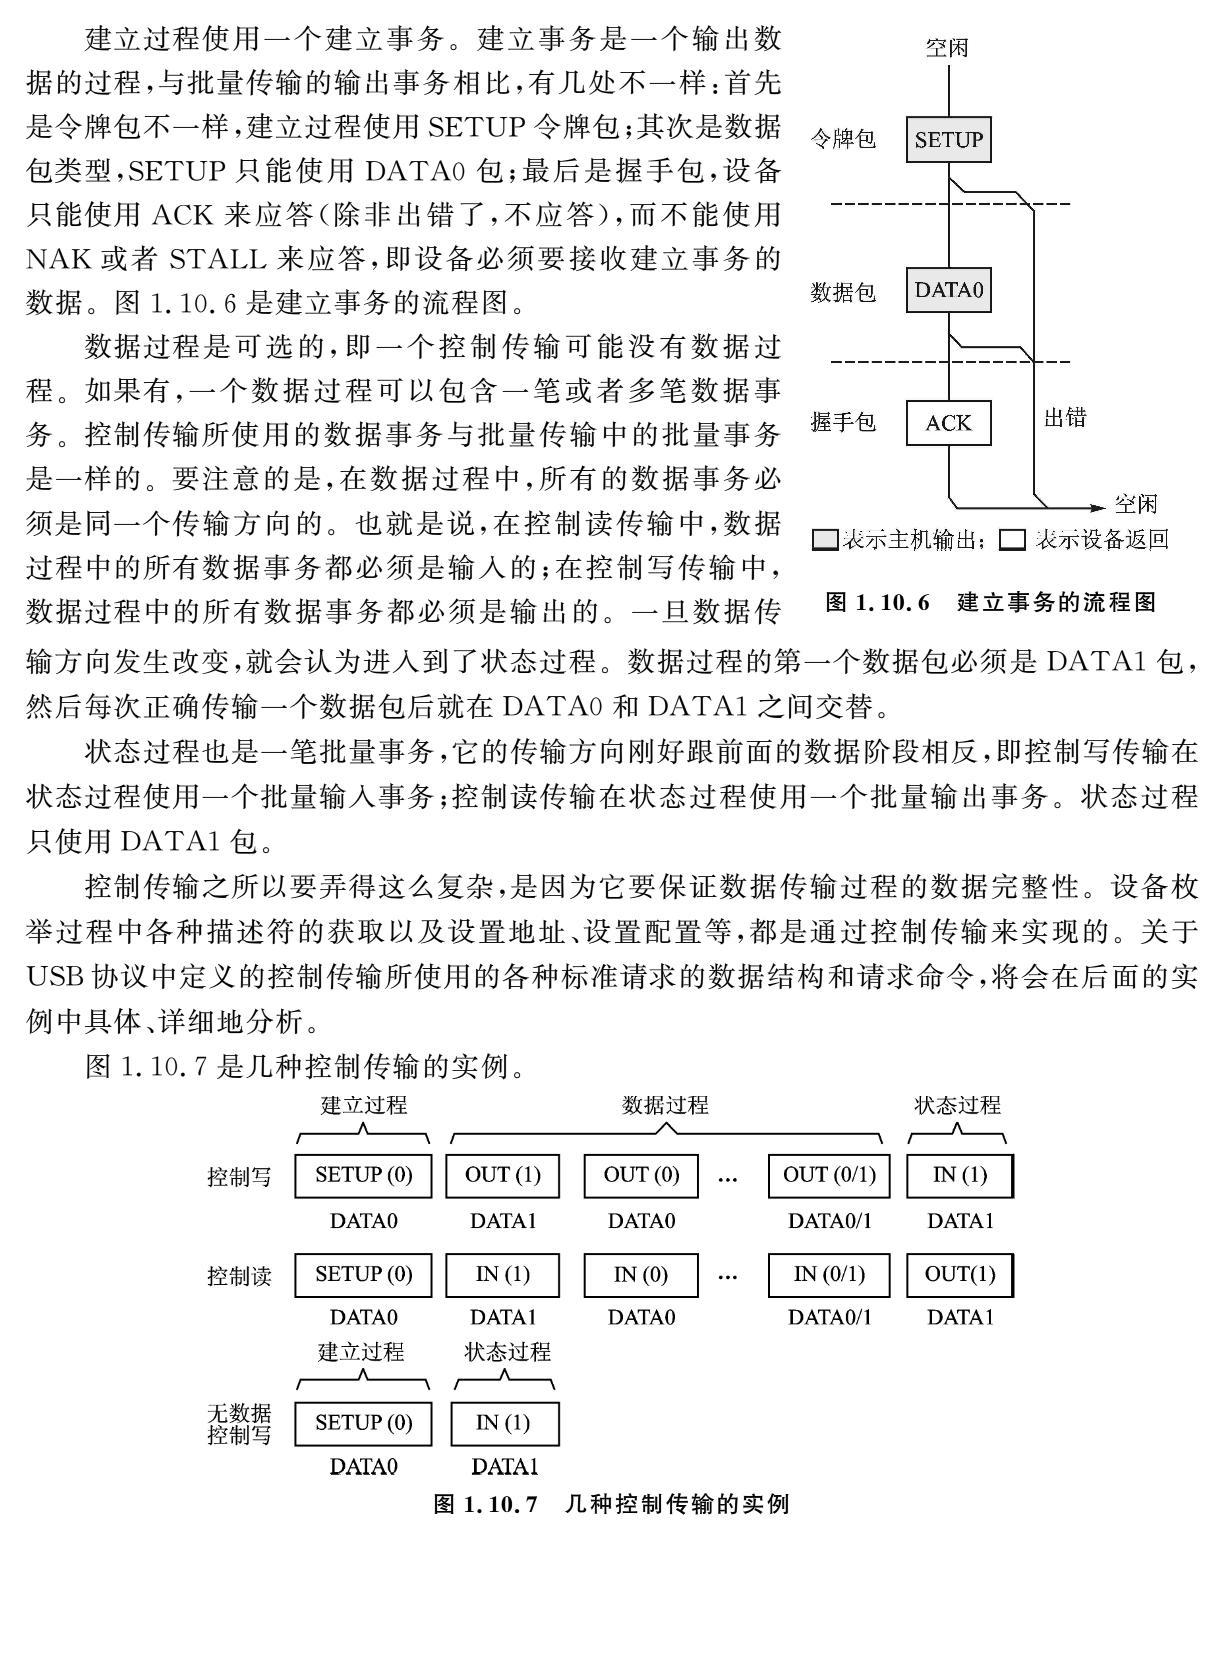 建立过程使用一个建立事务。建立事务是一个输出数
据的过程,与批量传输的输出事务相比,有几处不一样:首先
是令牌包不一样,建立过程使用 SETUP 令牌包;其次是数据
包类型,SETUP 只能使用 DATA0 包;最后是握手包,设备
只能使用 ACK 来应答(除非出错了,不应答),而不能使用
NAK 或者 STALL 来应答,即设备必须要接收建立事务的
数据。图 1.10.6 是建立事务的流程图。
数据过程是可选的,即一个控制传输可能没有数据过
程。如果有,一个数据过程可以包含一笔或者多笔数据事
务。控制传输所使用的数据事务与批量传输中的批量事务
是一样的。要注意的是,在数据过程中,所有的数据事务必
须是同一个传输方向的。也就是说,在控制读传输中,数据
过程中的所有数据事务都必须是输入的;在控制写传输中,
数据过程中的所有数据事务都必须是输出的。一旦数据传
空闲
令牌包 SETUP
数据包 DATA0
握手包 ACK 出错
空闲
表示主机输出; 表示设备返回
图 1.10.6 建立事务的流程图
输方向发生改变,就会认为进入到了状态过程。数据过程的第一个数据包必须是 DATA1 包,
然后每次正确传输一个数据包后就在 DATA0 和 DATA1 之间交替。
状态过程也是一笔批量事务,它的传输方向刚好跟前面的数据阶段相反,即控制写传输在
状态过程使用一个批量输入事务;控制读传输在状态过程使用一个批量输出事务。状态过程
只使用 DATA1 包。
控制传输之所以要弄得这么复杂,是因为它要保证数据传输过程的数据完整性。设备枚
举过程中各种描述符的获取以及设置地址、设置配置等,都是通过控制传输来实现的。关于
USB 协议中定义的控制传输所使用的各种标准请求的数据结构和请求命令,将会在后面的实
例中具体、详细地分析。
图 1.10.7 是几种控制传输的实例。
建立过程 数据过程 状态过程
控制写 SETUP (0) OUT (1) OUT (0) … OUT (0/1) IN (1)
DATA0 DATA1 DATA0 DATA0/1 DATA1
控制读 SETUP (0) IN (1) IN (0) … IN (0/1) OUT(1)
DATA0 DATA1 DATA0 DATA0/1 DATA1
建立过程 状态过程
无数据
控制写 SETUP (0) IN (1)
DATA0 DATA1
图 1.10.7 几种控制传输的实例